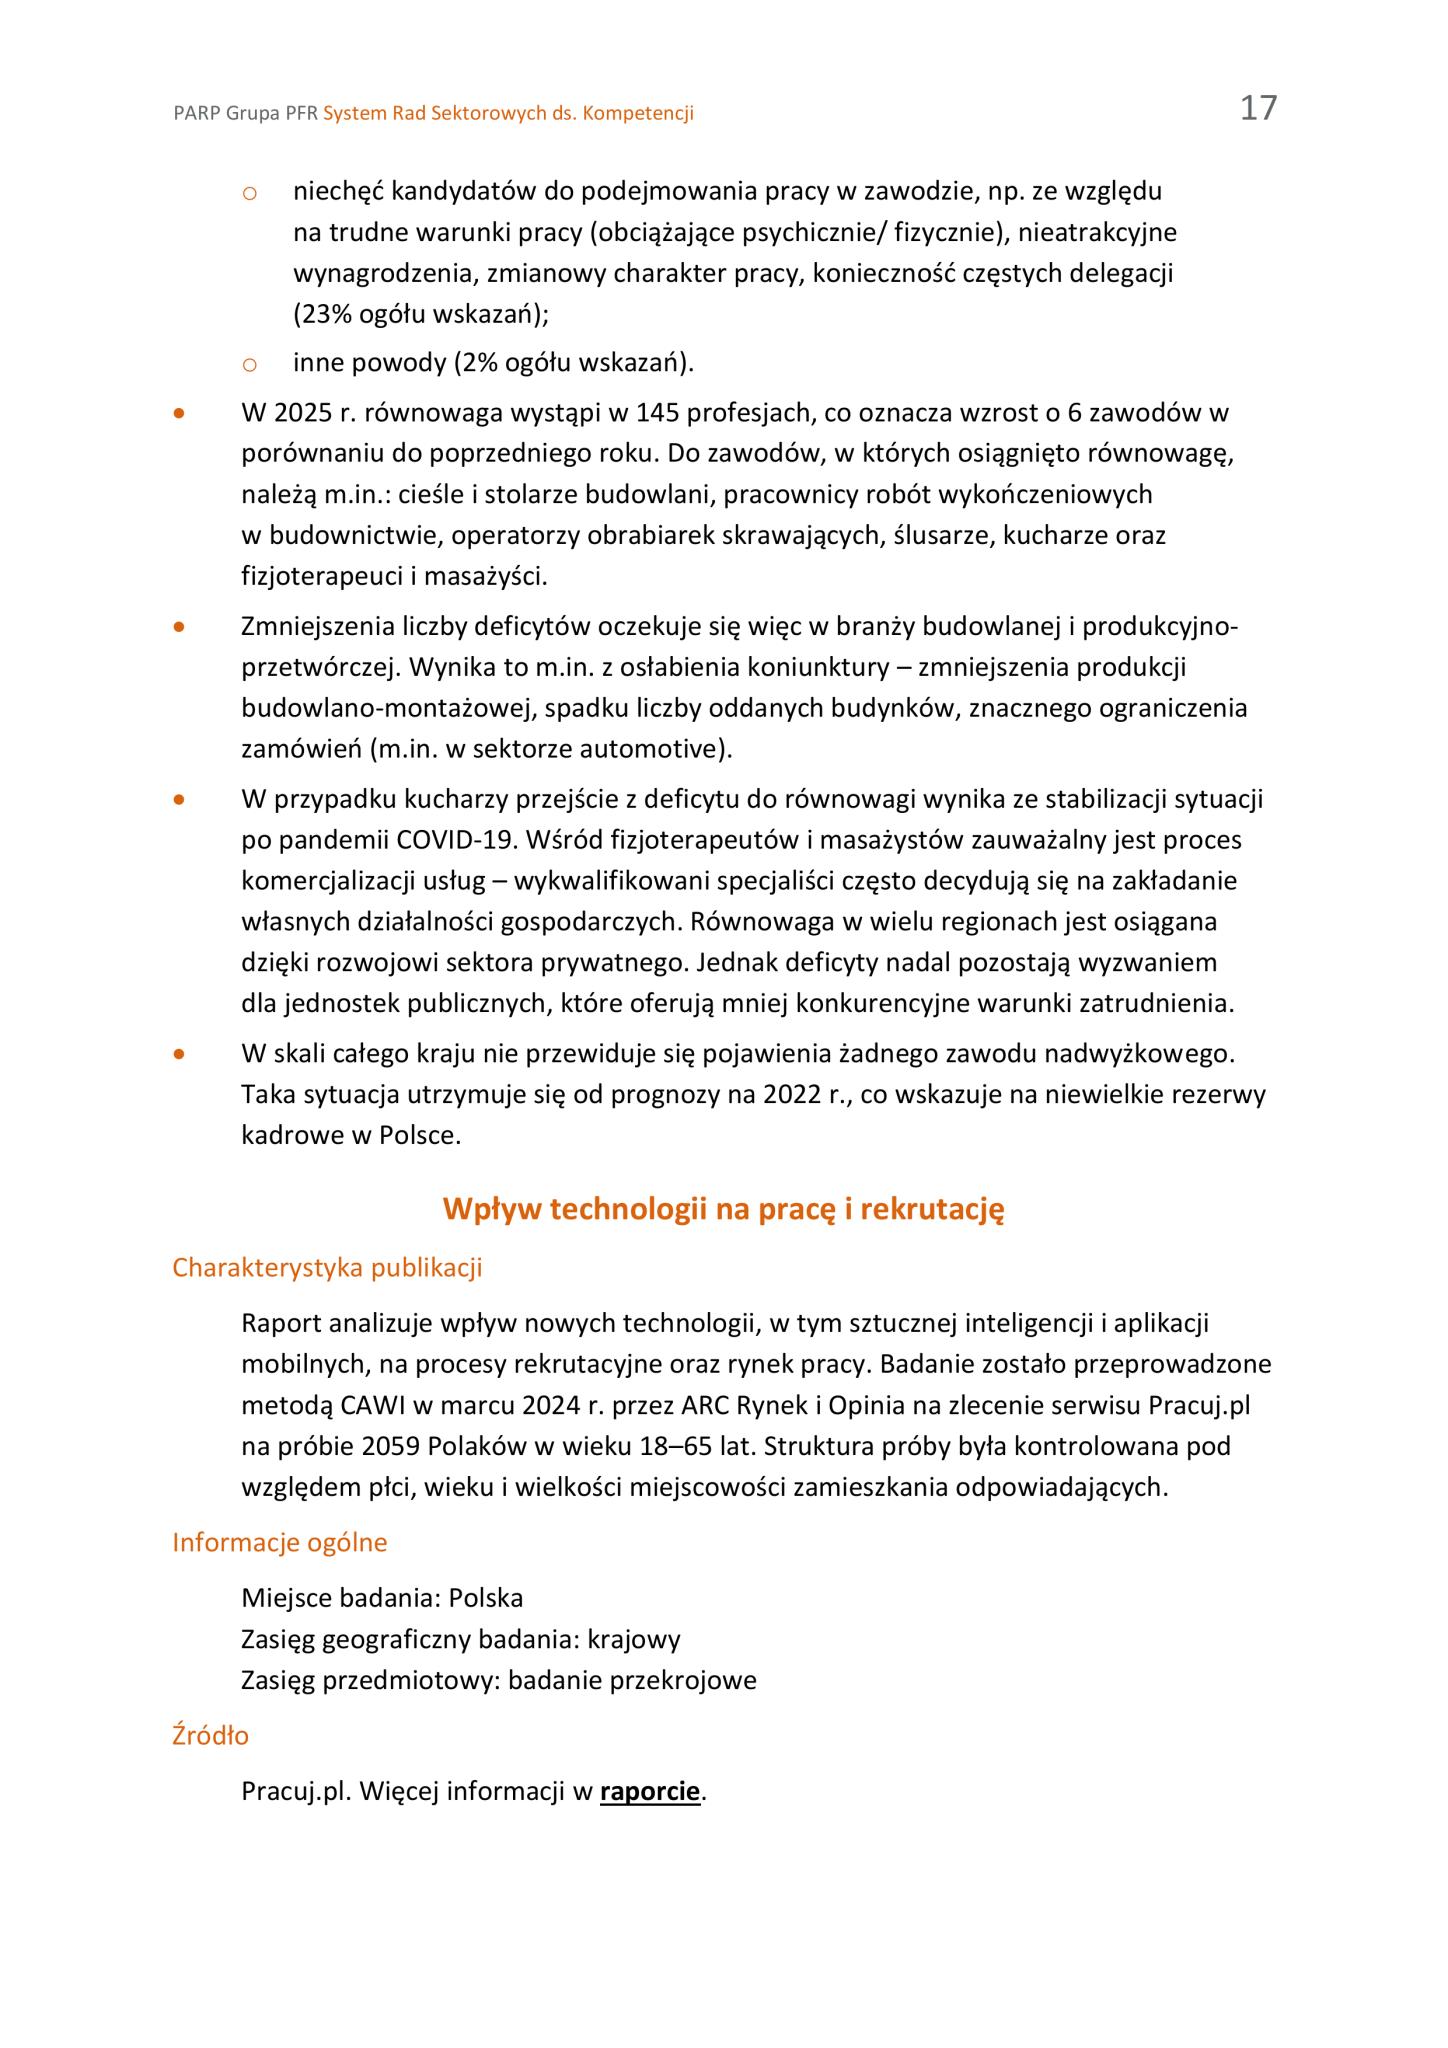 PARP Grupa PFR System Rad Sektorowych ds. Kompetencji 17
○ niechęć kandydatów do podejmowania pracy w zawodzie, np. ze względu
na trudne warunki pracy (obciążające psychicznie/ fizycznie), nieatrakcyjne
wynagrodzenia, zmianowy charakter pracy, konieczność częstych delegacji
(23% ogółu wskazań);
○ inne powody (2% ogółu wskazań).
• W 2025 r. równowaga wystąpi w 145 profesjach, co oznacza wzrost o 6 zawodów w
porównaniu do poprzedniego roku. Do zawodów, w których osiągnięto równowagę,
należą m.in.: cieśle i stolarze budowlani, pracownicy robót wykończeniowych
w budownictwie, operatorzy obrabiarek skrawających, ślusarze, kucharze oraz
fizjoterapeuci i masażyści.
• Zmniejszenia liczby deficytów oczekuje się więc w branży budowlanej i produkcyjno-
przetwórczej. Wynika to m.in. z osłabienia koniunktury – zmniejszenia produkcji
budowlano-montażowej, spadku liczby oddanych budynków, znacznego ograniczenia
zamówień (m.in. w sektorze automotive).
• W przypadku kucharzy przejście z deficytu do równowagi wynika ze stabilizacji sytuacji
po pandemii COVID-19. Wśród fizjoterapeutów i masażystów zauważalny jest proces
komercjalizacji usług – wykwalifikowani specjaliści często decydują się na zakładanie
własnych działalności gospodarczych. Równowaga w wielu regionach jest osiągana
dzięki rozwojowi sektora prywatnego. Jednak deficyty nadal pozostają wyzwaniem
dla jednostek publicznych, które oferują mniej konkurencyjne warunki zatrudnienia.
• W skali całego kraju nie przewiduje się pojawienia żadnego zawodu nadwyżkowego.
Taka sytuacja utrzymuje się od prognozy na 2022 r., co wskazuje na niewielkie rezerwy
kadrowe w Polsce.
Wpływ technologii na pracę i rekrutację
Charakterystyka publikacji
Raport analizuje wpływ nowych technologii, w tym sztucznej inteligencji i aplikacji
mobilnych, na procesy rekrutacyjne oraz rynek pracy. Badanie zostało przeprowadzone
metodą CAWI w marcu 2024 r. przez ARC Rynek i Opinia na zlecenie serwisu Pracuj.pl
na próbie 2059 Polaków w wieku 18–65 lat. Struktura próby była kontrolowana pod
względem płci, wieku i wielkości miejscowości zamieszkania odpowiadających.
Informacje ogólne
Miejsce badania: Polska
Zasięg geograficzny badania: krajowy
Zasięg przedmiotowy: badanie przekrojowe
Źródło
Pracuj.pl. Więcej informacji w raporcie.